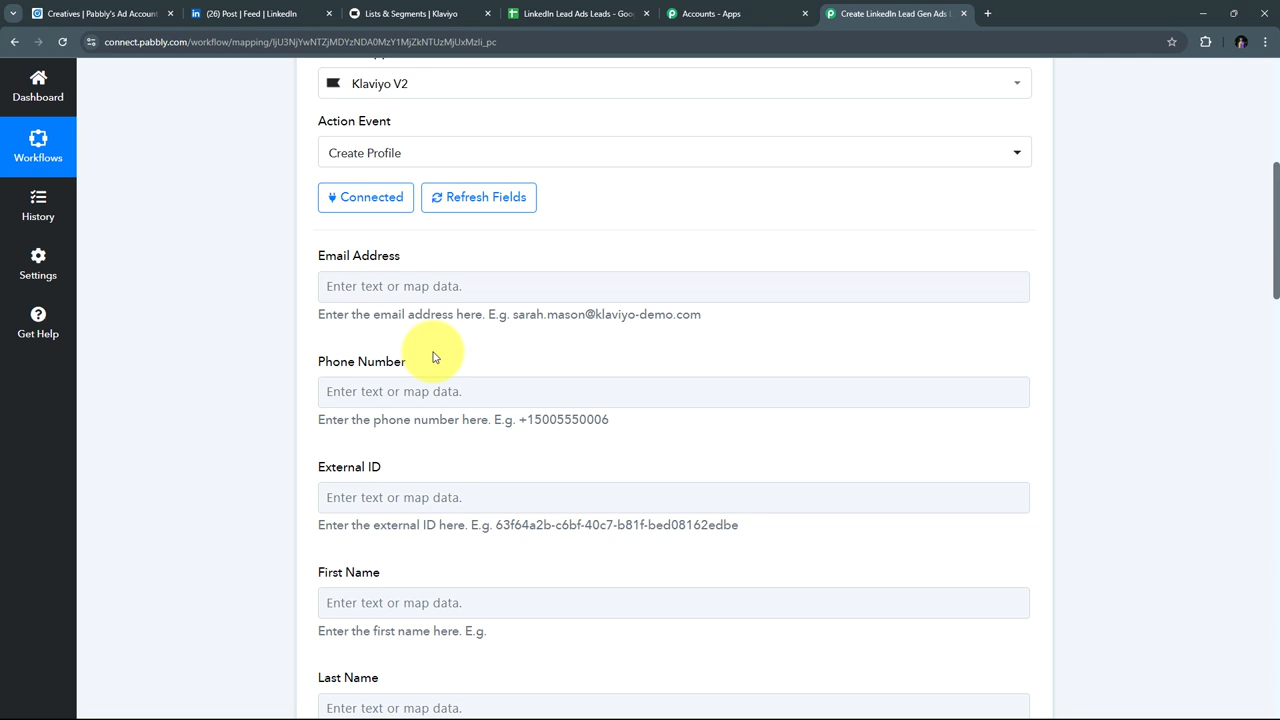 Creatives | Pabbly's Ad Accoun
(26) Post | Feed | LinkedIn
Lists & Segments | Klaviyo
LinkedIn Lead Ads Leads - Goo
Accounts - Apps
Create LinkedIn Lead Gen Ads L
connect.pabbly.com/workflow/mapping/IjU3NjYwNTZjMDYzNDA0MzY1MjZkNTUzMjUxMzli_pc
Dashboard
Workflows
History
Settings
Get Help
Klaviyo V2
Action Event
Create Profile
Connected
Refresh Fields
Email Address
Enter text or map data.
Enter the email address here. E.g. sarah.mason@klaviyo-demo.com
Phone Number
Enter text or map data.
Enter the phone number here. E.g. +15005550006
External ID
Enter text or map data.
Enter the external ID here. E.g. 63f64a2b-c6bf-40c7-b81f-bed08162edbe
First Name
Enter text or map data.
Enter the first name here. E.g.
Last Name
Enter text or map data.